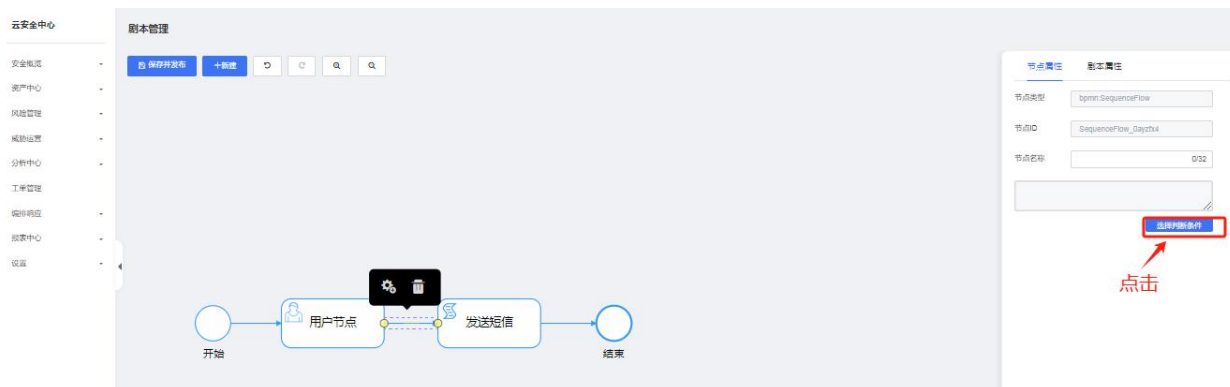 云安全中心
剧本管理
安全概览
资产中心
风险管理
威胁运营
分析中心
工单管理
编排响应
报表中心
设置
保存并发布
+新建
节点属性
剧本属性
节点类型
bpmn:SequenceFlow
节点ID
SequenceFlow_0ayzfx4
节点名称
0/32
选择判断条件
点击
用户节点
发送短信
开始
结束